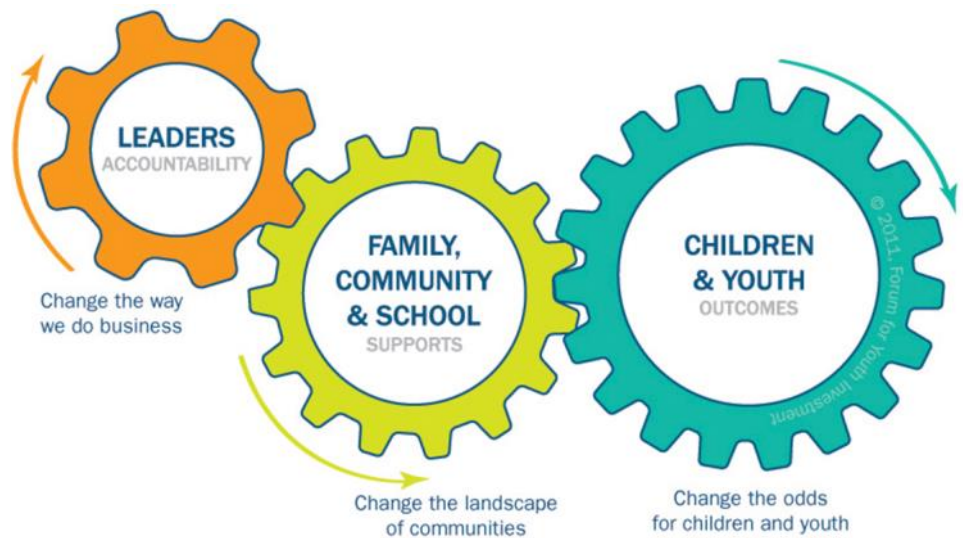 LEADERS
ACCOUNTABILITY
Change the way
we do business
FAMILY,
COMMUNITY
& SCHOOL
SUPPORTS
Change the landscape
of communities
CHILDREN
& YOUTH
OUTCOMES
© 2011, Forum for Youth Investment
Change the odds
for children and youth